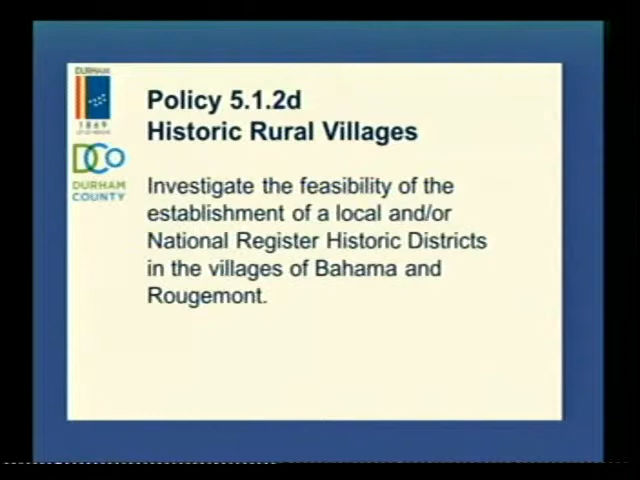 DURHAM
1869
DCo
DURHAM
COUNTY
Policy 5.1.2d
Historic Rural Villages
Investigate the feasibility of the
establishment of a local and/or
National Register Historic Districts
in the villages of Bahama and
Rougemont.